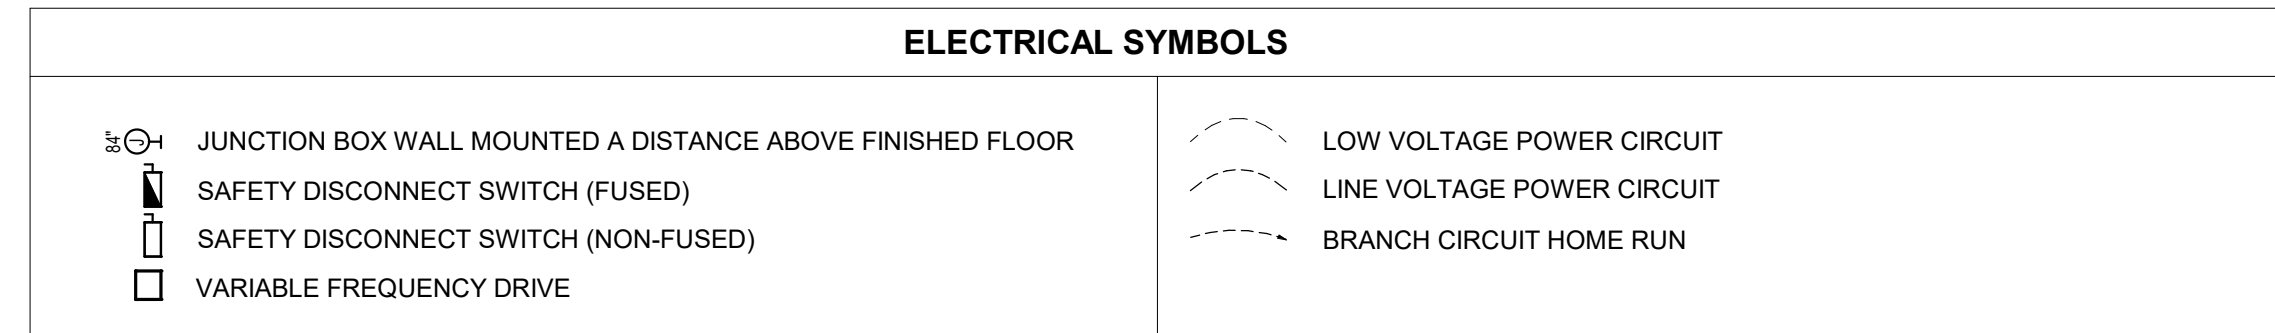 ELECTRICAL SYMBOLS
84" J JUNCTION BOX WALL MOUNTED A DISTANCE ABOVE FINISHED FLOOR
SAFETY DISCONNECT SWITCH (FUSED)
SAFETY DISCONNECT SWITCH (NON-FUSED)
VARIABLE FREQUENCY DRIVE
LOW VOLTAGE POWER CIRCUIT
LINE VOLTAGE POWER CIRCUIT
BRANCH CIRCUIT HOME RUN